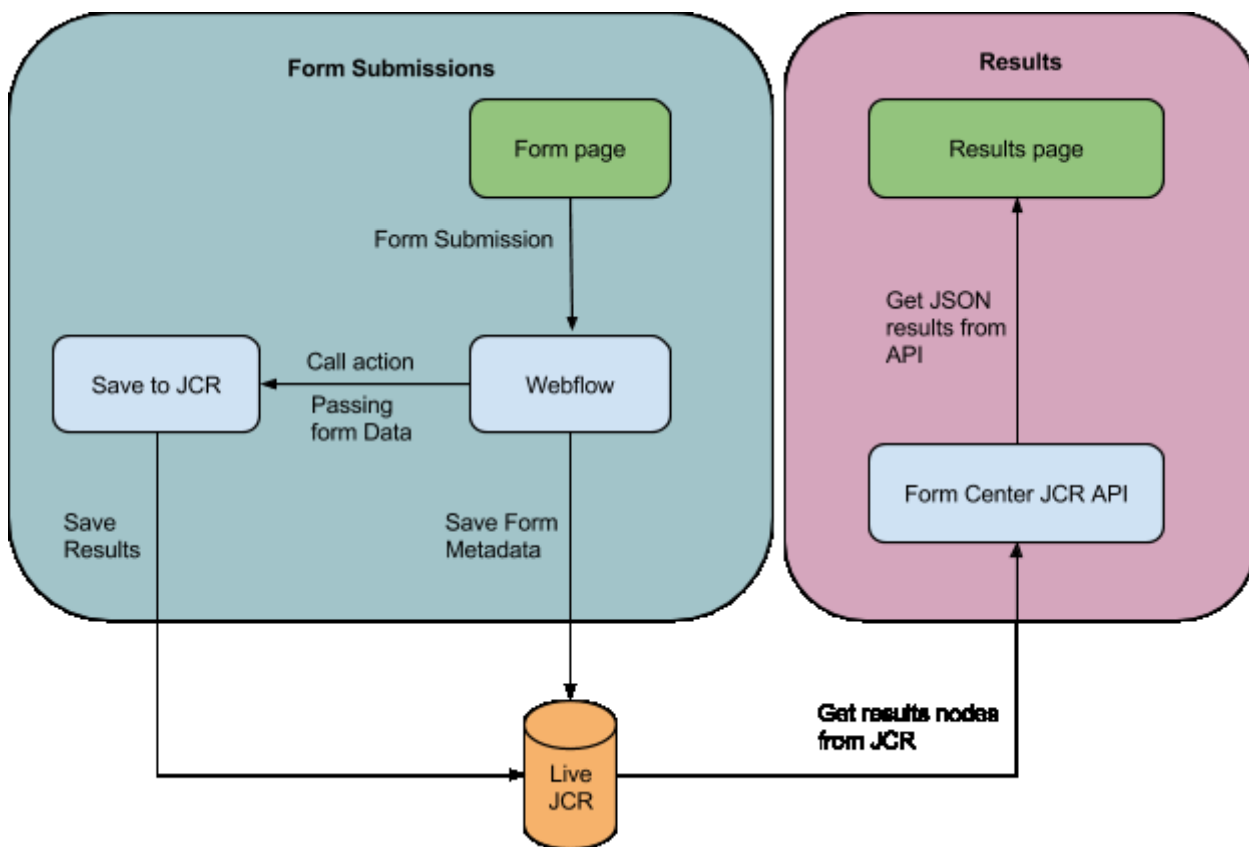 Form Submissions
Form page
Form Submission
Call action
Passing
form Data
Save to JCR
Webflow
Save
Results
Save Form
Metadata
Live
JCR
Results
Results page
Get JSON
results from
API
Form Center JCR API
Get results nodes
from JCR